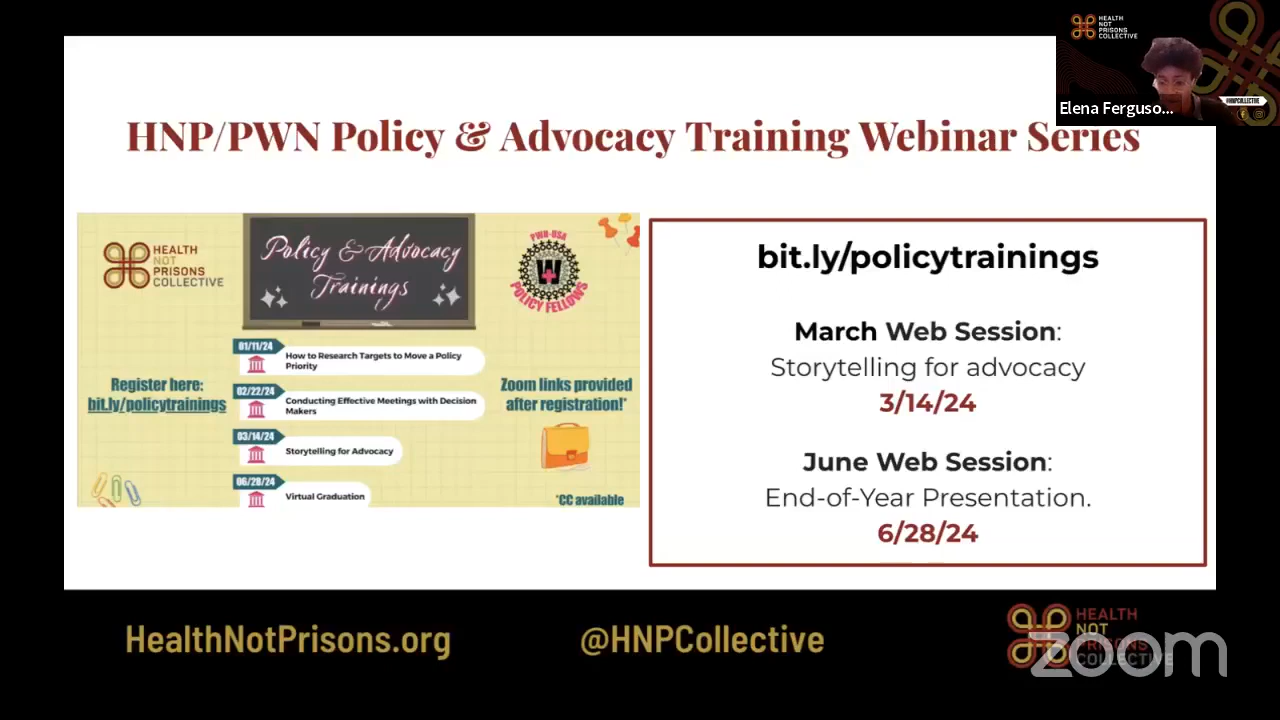 HEALTH
NOT
PRISONS
COLLECTIVE
#HNPCOLLECTIVE
Elena Ferguso...
HNP/PWN Policy & Advocacy Training Webinar Series
HEALTH
NOT
PRISONS
COLLECTIVE
Policy & Advocacy
Trainings
PWN-USA
POLICY FELLOWS
Register here:
bit.ly/policytrainings
01/11/24
How to Research Targets to Move a Policy
Priority
02/22/24
Conducting Effective Meetings with Decision
Makers
03/14/24
Storytelling for Advocacy
06/28/24
Virtual Graduation
Zoom links provided
after registration!*
*CC available
bit.ly/policytrainings
March Web Session:
Storytelling for advocacy
3/14/24
June Web Session:
End-of-Year Presentation.
6/28/24
HealthNotPrisons.org
@HNPCollective
HEALTH
NOT
PRISONS
COLLECTIVE
zoom